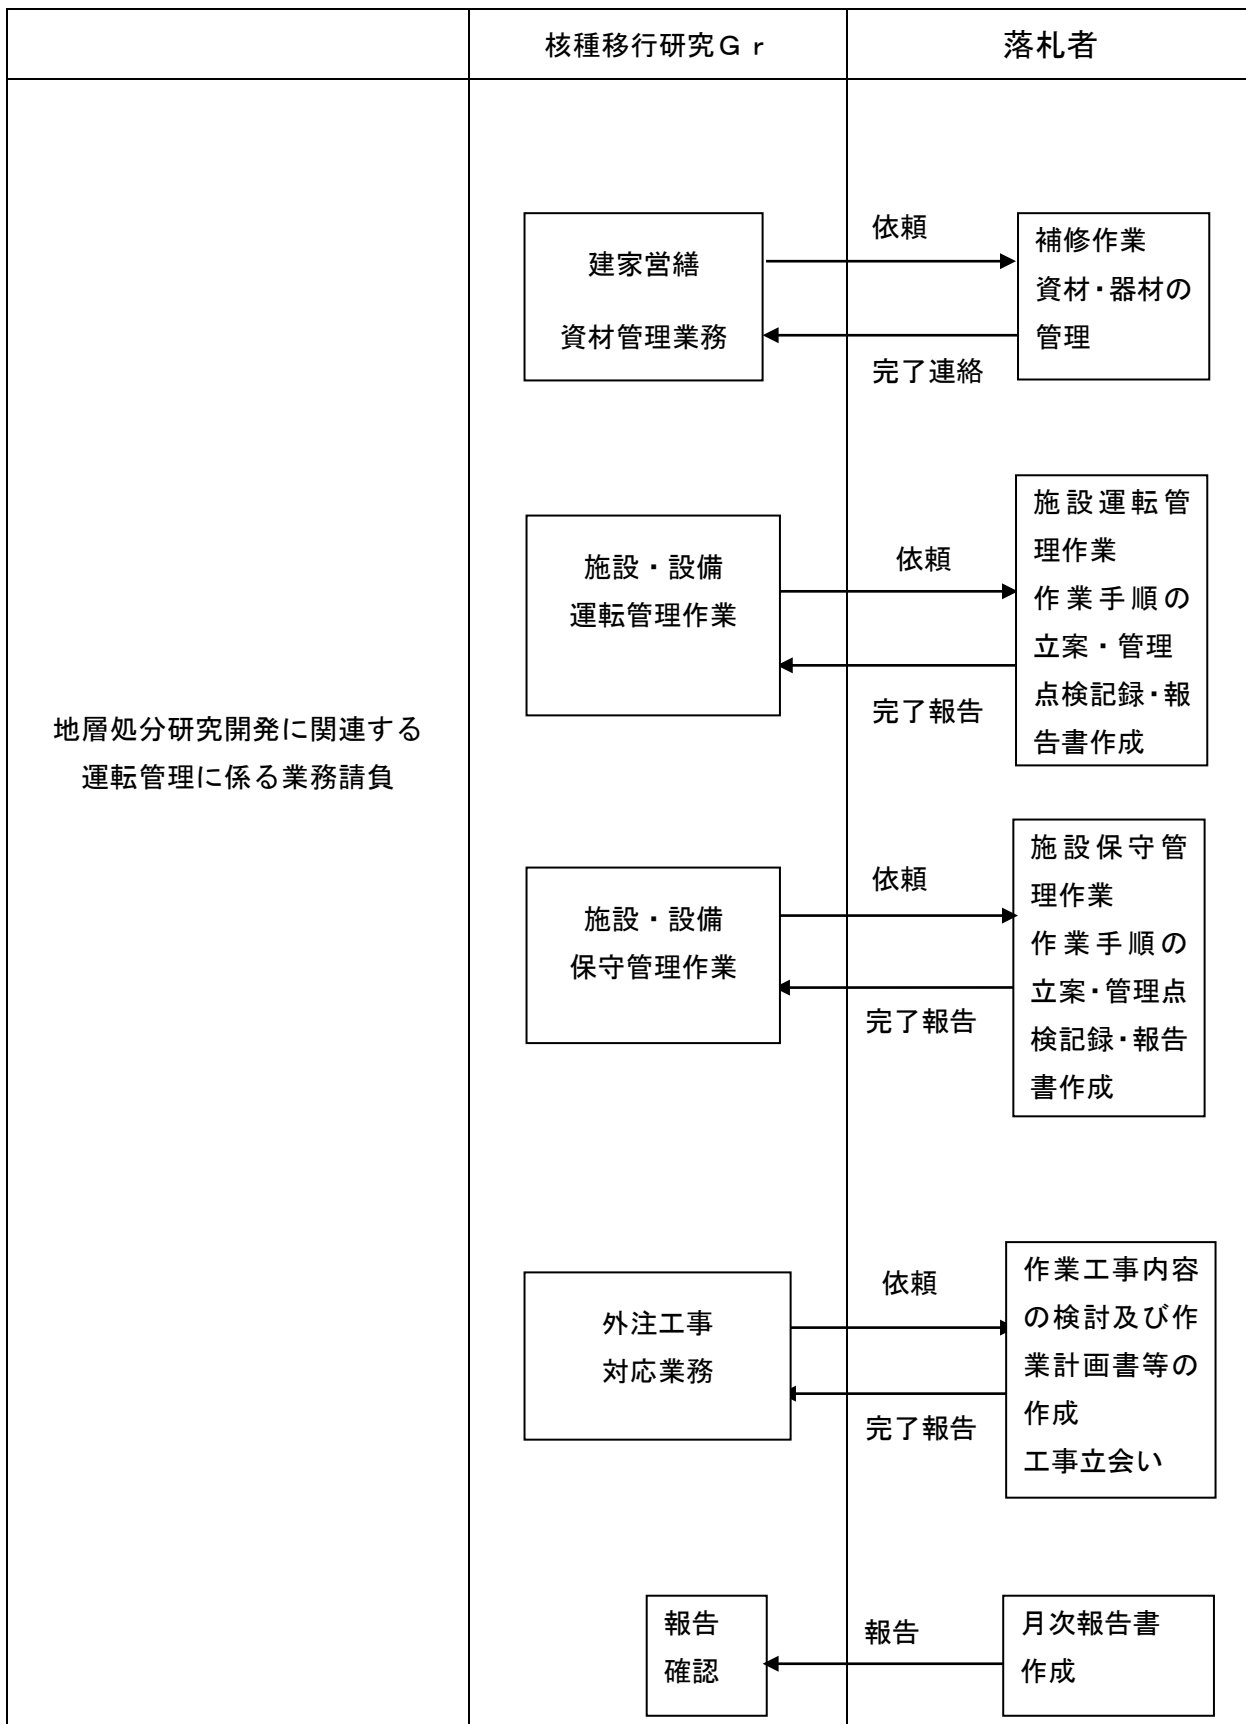 核種移行研究Ｇｒ
落札者
地層処分研究開発に関連する
運転管理に係る業務請負
建家営繕
資材管理業務
依頼
完了連絡
補修作業
資材・器材の
管理
施設・設備
運転管理作業
依頼
完了報告
施設運転管
理作業
作業手順の
立案・管理
点検記録・報
告書作成
施設・設備
保守管理作業
依頼
完了報告
施設保守管
理作業
作業手順の
立案・管理点
検記録・報告
書作成
外注工事
対応業務
依頼
完了報告
作業工事内容
の検討及び作
業計画書等の
作成
工事立会い
報告
確認
報告
月次報告書
作成